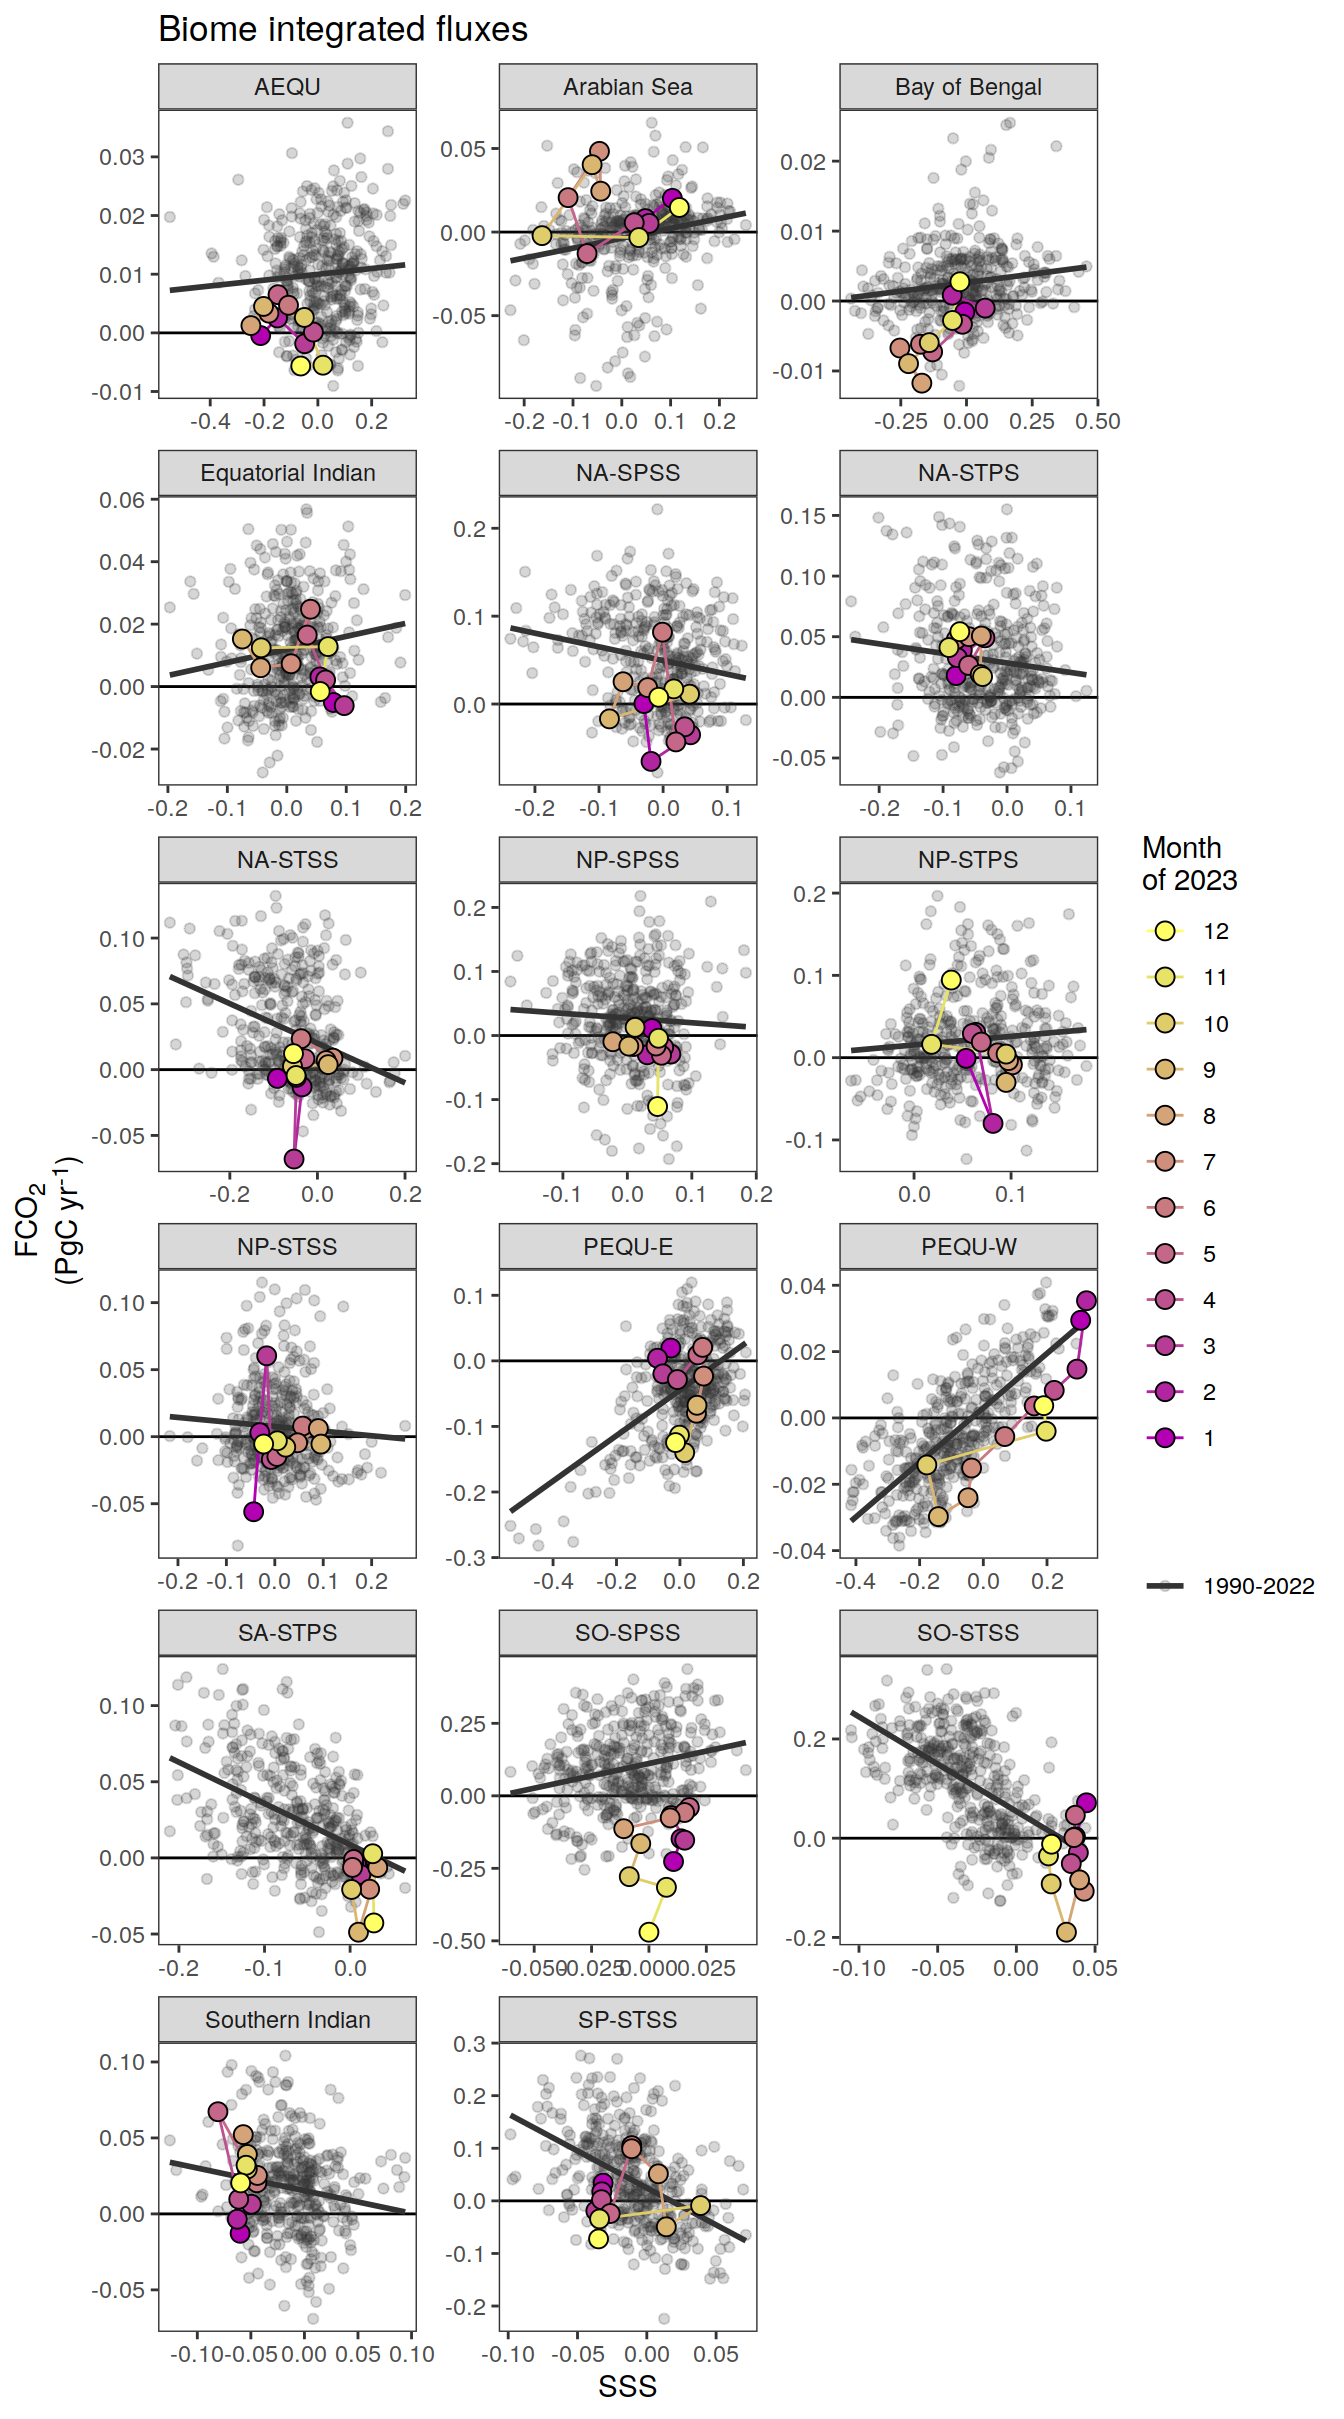 Biome integrated fluxes
AEQU
Arabian Sea
Bay of Bengal
0.03
0.02
0.01
0.00
-0.01
0.05
0.00
-0.05
0.02
0.01
0.00
-0.01
-0.4 -0.2 0.0 0.2
-0.2 -0.1 0.0 0.1 0.2
-0.25 0.00 0.25 0.50
Equatorial Indian
NA-SPSS
NA-STPS
0.06
0.04
0.02
0.00
-0.02
0.2
0.1
0.0
0.15
0.10
0.05
0.00
-0.05
-0.2 -0.1 0.0 0.1 0.2
-0.2 -0.1 0.0 0.1
-0.2 -0.1 0.0 0.1
NA-STSS
NP-SPSS
NP-STPS
0.10
0.05
0.00
-0.05
0.2
0.1
0.0
-0.1
-0.2
0.2
0.1
0.0
-0.1
-0.2 0.0 0.2
-0.1 0.0 0.1 0.2
0.0 0.1
NP-STSS
PEQU-E
PEQU-W
0.10
0.05
0.00
-0.05
0.1
0.0
-0.1
-0.2
-0.3
0.04
0.02
0.00
-0.02
-0.04
-0.2 -0.1 0.0 0.1 0.2
-0.4 -0.2 0.0 0.2
-0.4 -0.2 0.0 0.2
SA-STPS
SO-SPSS
SO-STSS
0.10
0.05
0.00
-0.05
0.25
0.00
-0.25
-0.50
0.2
0.0
-0.2
-0.2 -0.1 0.0
-0.050 -0.025 0.000 0.025
-0.10 -0.05 0.00 0.05
Southern Indian
SP-STSS
0.10
0.05
0.00
-0.05
0.3
0.2
0.1
0.0
-0.1
-0.2
-0.10 -0.05 0.00 0.05 0.10
-0.10 -0.05 0.00 0.05
SSS
FCO₂
(PgC yr⁻¹)
Month
of 2023
12
11
10
9
8
7
6
5
4
3
2
1
1990-2022